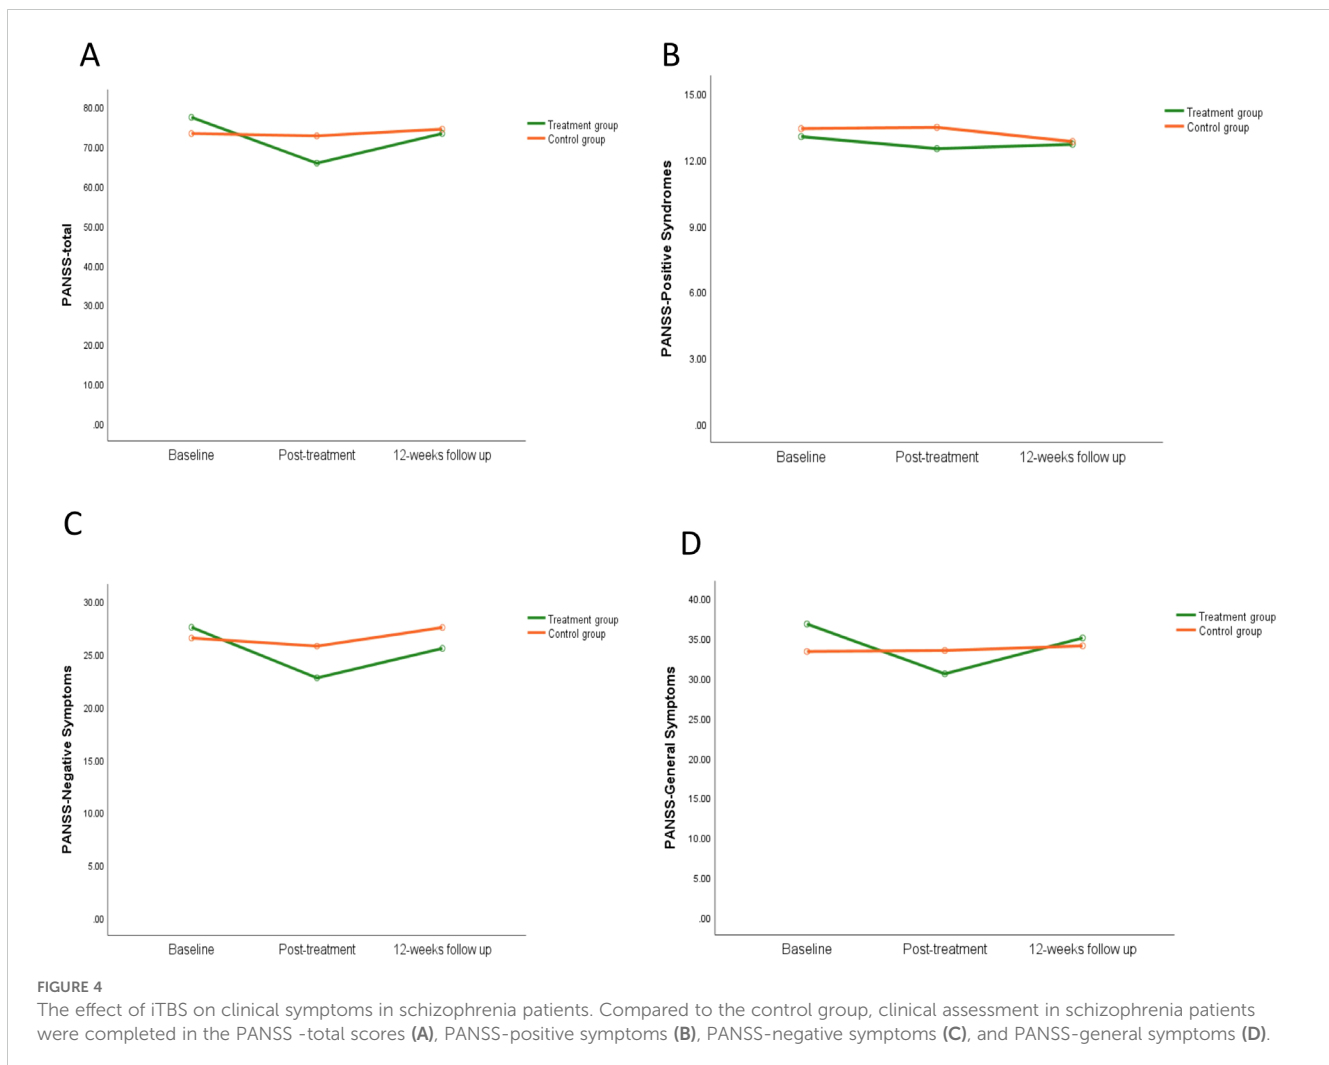 A
80.00
70.00
60.00
50.00
40.00
30.00
20.00
10.00
.00
PANSS-total
Baseline Post-treatment 12-weeks follow up
Treatment group
Control group
B
15.00
12.00
9.00
6.00
3.00
.00
PANSS-Positive Syndromes
Baseline Post-treatment 12-weeks follow up
Treatment group
Control group
C
30.00
25.00
20.00
15.00
10.00
5.00
.00
PANSS-Negative Symptoms
Baseline Post-treatment 12-weeks follow up
Treatment group
Control group
D
40.00
35.00
30.00
25.00
20.00
15.00
10.00
5.00
.00
PANSS-General Symptoms
Baseline Post-treatment 12-weeks follow up
Treatment group
Control group
FIGURE 4
The effect of iTBS on clinical symptoms in schizophrenia patients. Compared to the control group, clinical assessment in schizophrenia patients
were completed in the PANSS -total scores (A), PANSS-positive symptoms (B), PANSS-negative symptoms (C), and PANSS-general symptoms (D).